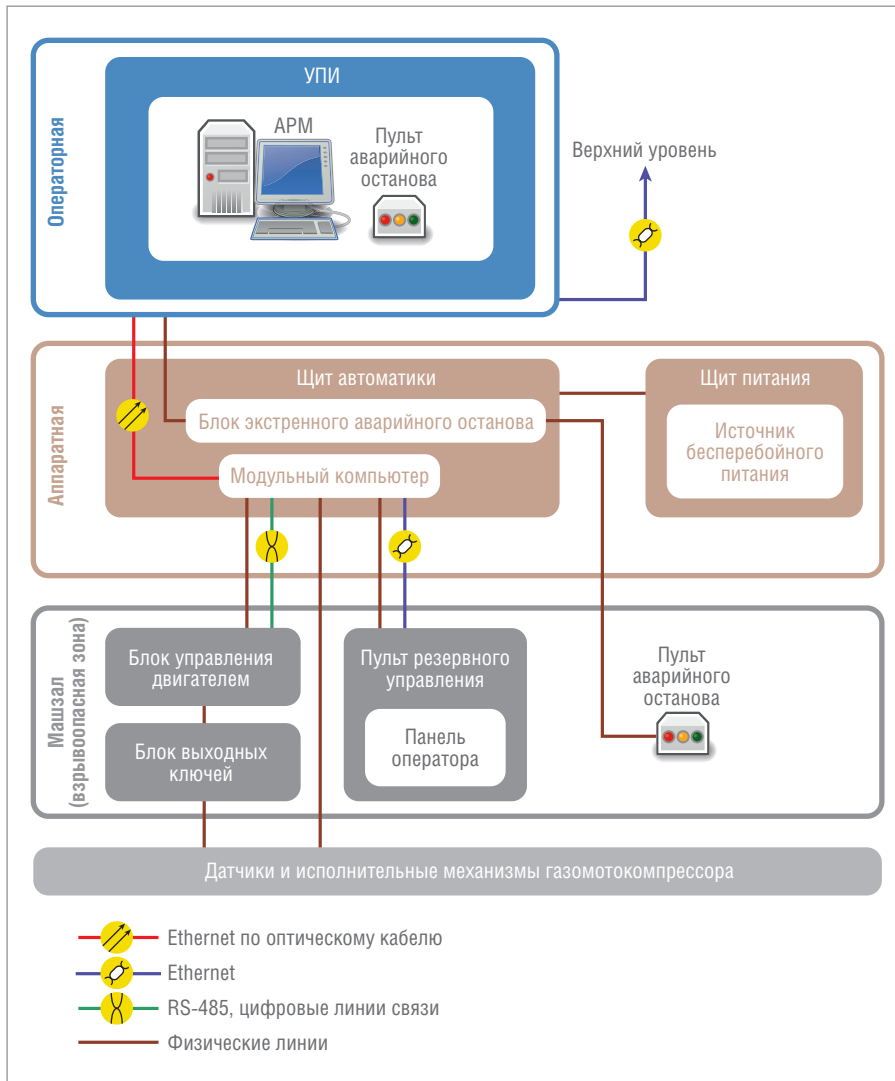 Операторная
УПИ
АРМ
Пульт
аварийного
останова
Верхний уровень
Аппаратная
Щит автоматики
Блок экстренного аварийного останова
Модульный компьютер
Щит питания
Источник
бесперебойного
питания
Машзал
(взрывоопасная зона)
Блок управления
двигателем
Блок выходных
ключей
Пульт резервного
управления
Панель
оператора
Пульт
аварийного
останова
Датчики и исполнительные механизмы газомотокомпрессора
Ethernet по оптическому кабелю
Ethernet
RS-485, цифровые линии связи
Физические линии